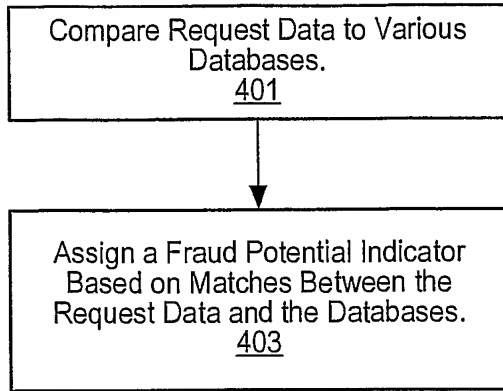 Compare Request Data to Various
Databases.
401
Assign a Fraud Potential Indicator
Based on Matches Between the
Request Data and the Databases.
403